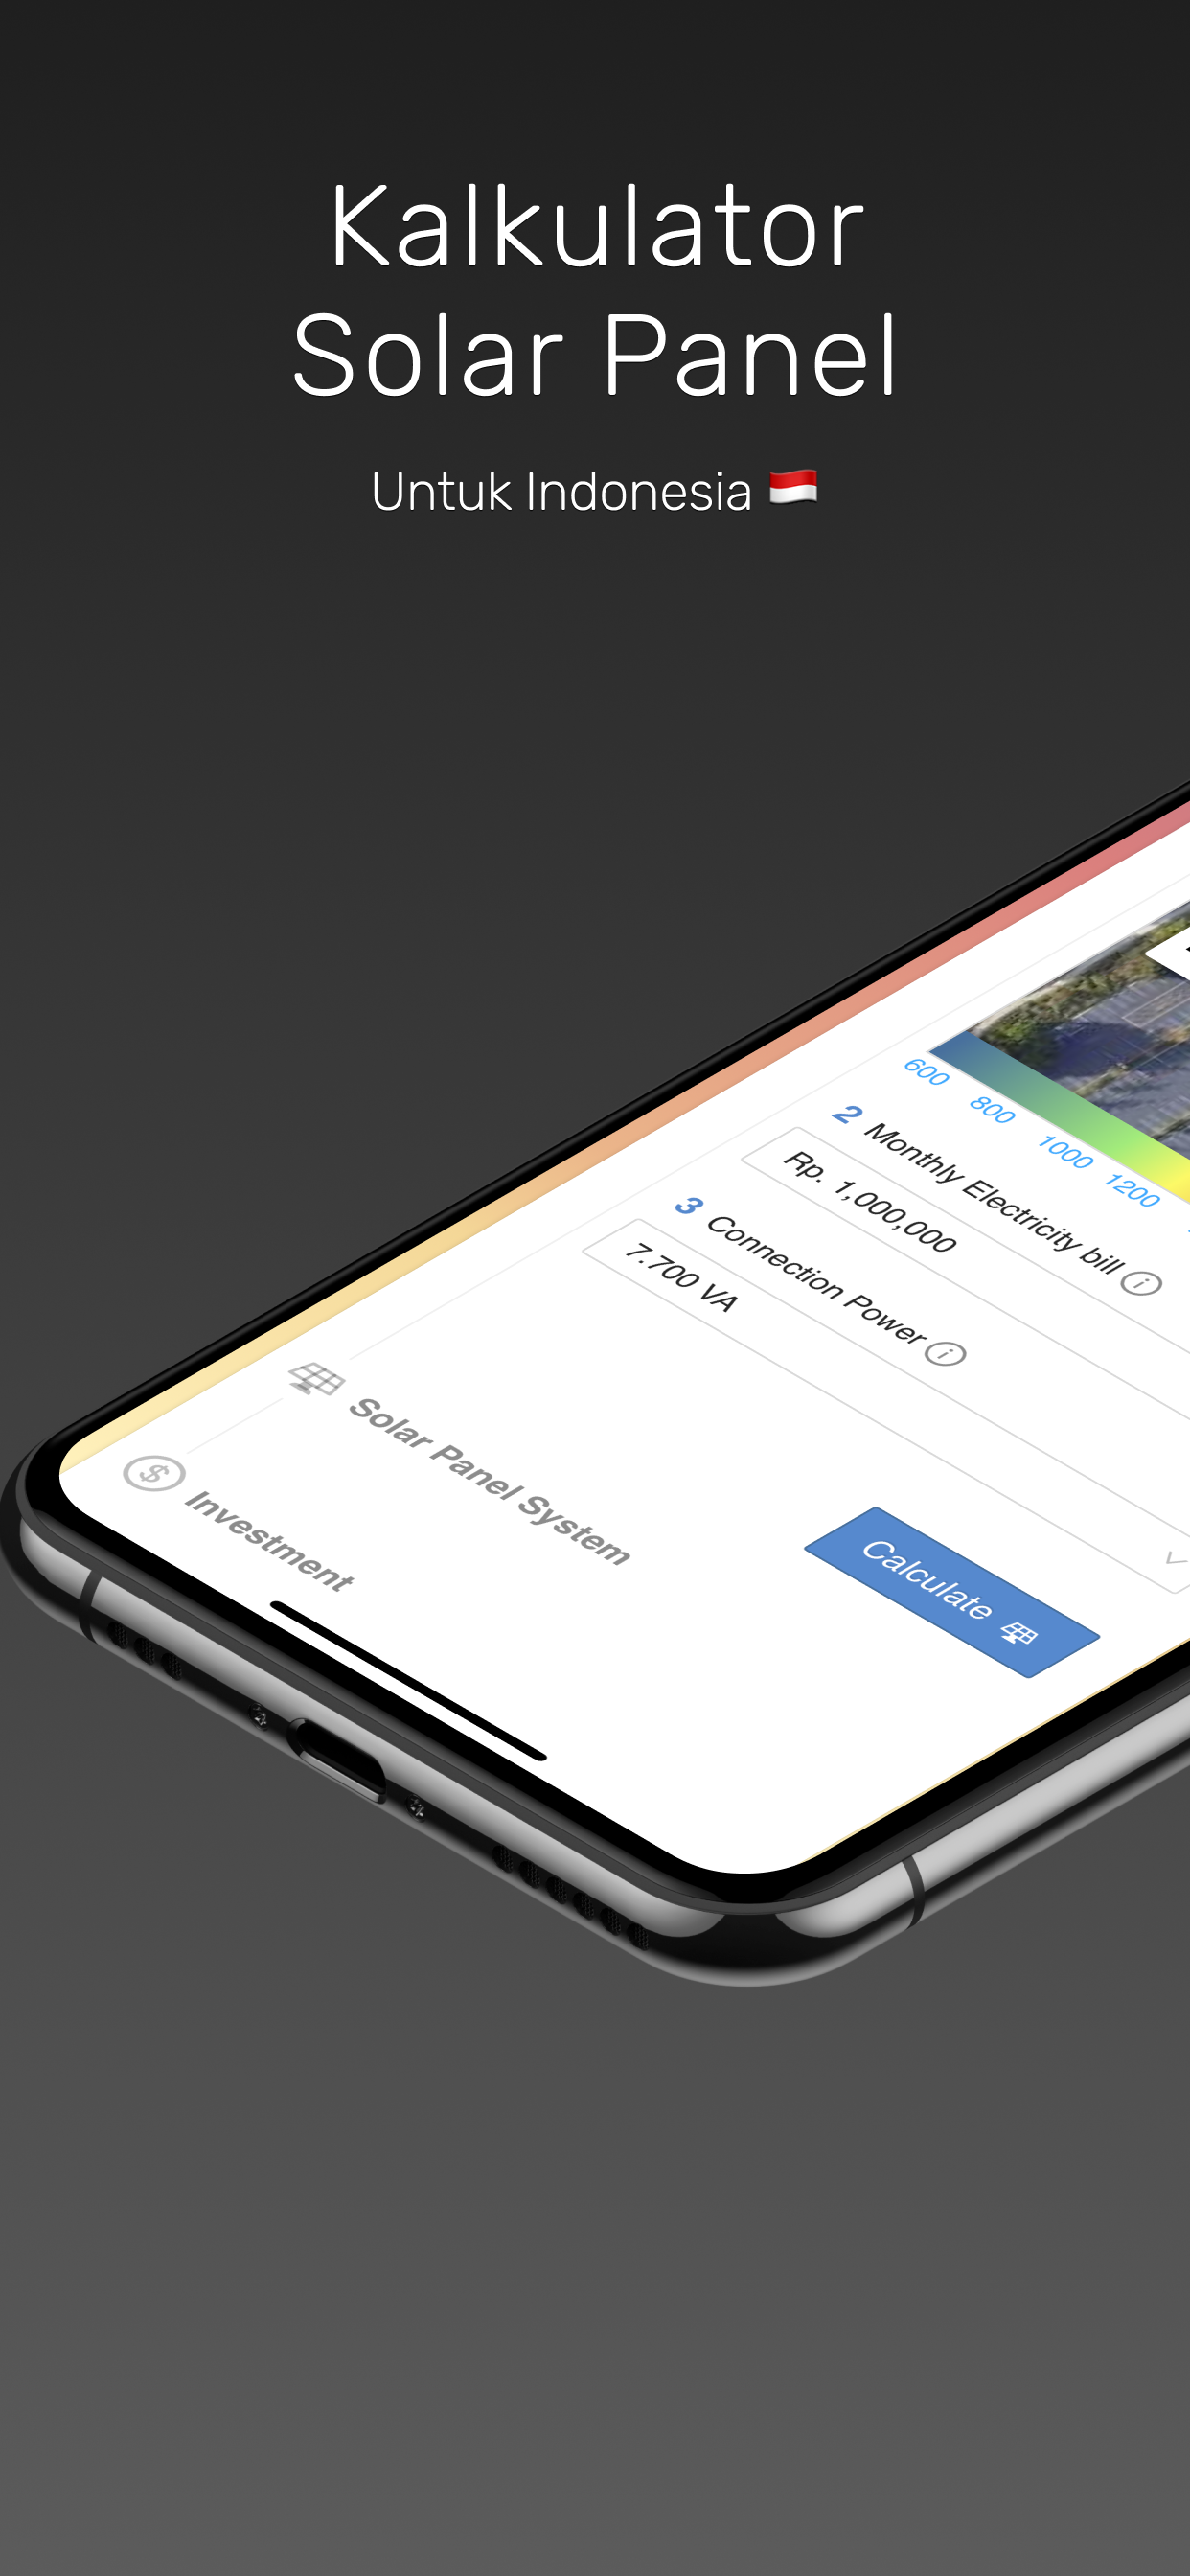 Kalkulator
Solar Panel
Untuk Indonesia 🇮🇩
600 800 1000 1200
2 Monthly Electricity bill i
Rp. 1,000,000
3 Connection Power i
7.700 VA
Calculate
Solar Panel System
$ Investment